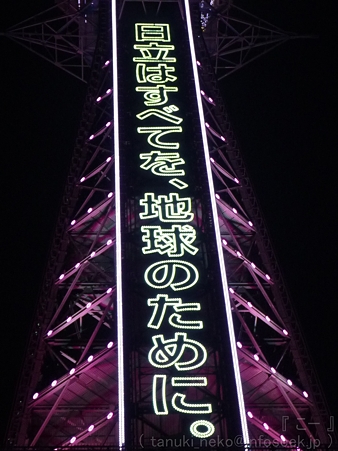 日立はすべてを、地球のために。
『こー』
( tanuki_neko@infoseek.jp )